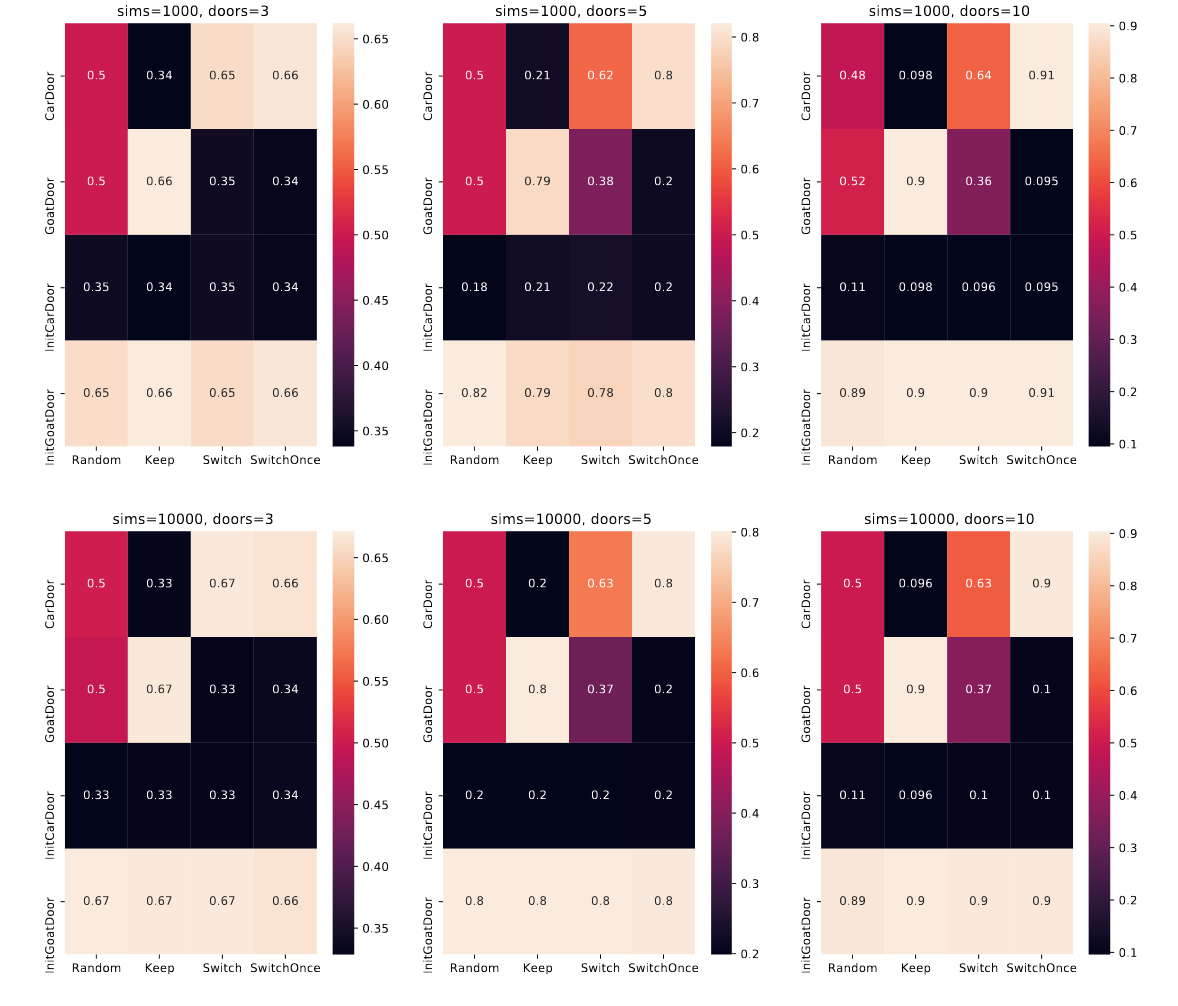 sims=1000, doors=3
sims=1000, doors=5
sims=1000, doors=10
CarDoor
0.5 0.34 0.65 0.66
GoatDoor
0.5 0.66 0.35 0.34
InitCarDoor
0.35 0.34 0.35 0.34
InitGoatDoor
0.65 0.66 0.65 0.66
Random Keep Switch SwitchOnce
0.65
0.60
0.55
0.50
0.45
0.40
0.35
CarDoor
0.5 0.21 0.62 0.8
GoatDoor
0.5 0.79 0.38 0.2
InitCarDoor
0.18 0.21 0.22 0.2
InitGoatDoor
0.82 0.79 0.78 0.8
Random Keep Switch SwitchOnce
0.8
0.7
0.6
0.5
0.4
0.3
0.2
CarDoor
0.48 0.098 0.64 0.91
GoatDoor
0.52 0.9 0.36 0.095
InitCarDoor
0.11 0.098 0.096 0.095
InitGoatDoor
0.89 0.9 0.9 0.91
Random Keep Switch SwitchOnce
0.9
0.8
0.7
0.6
0.5
0.4
0.3
0.2
0.1
sims=10000, doors=3
sims=10000, doors=5
sims=10000, doors=10
CarDoor
0.5 0.33 0.67 0.66
GoatDoor
0.5 0.67 0.33 0.34
InitCarDoor
0.33 0.33 0.33 0.34
InitGoatDoor
0.67 0.67 0.67 0.66
Random Keep Switch SwitchOnce
0.65
0.60
0.55
0.50
0.45
0.40
0.35
CarDoor
0.5 0.2 0.63 0.8
GoatDoor
0.5 0.8 0.37 0.2
InitCarDoor
0.2 0.2 0.2 0.2
InitGoatDoor
0.8 0.8 0.8 0.8
Random Keep Switch SwitchOnce
0.8
0.7
0.6
0.5
0.4
0.3
0.2
CarDoor
0.5 0.096 0.63 0.9
GoatDoor
0.5 0.9 0.37 0.1
InitCarDoor
0.11 0.096 0.1 0.1
InitGoatDoor
0.89 0.9 0.9 0.9
Random Keep Switch SwitchOnce
0.9
0.8
0.7
0.6
0.5
0.4
0.3
0.2
0.1